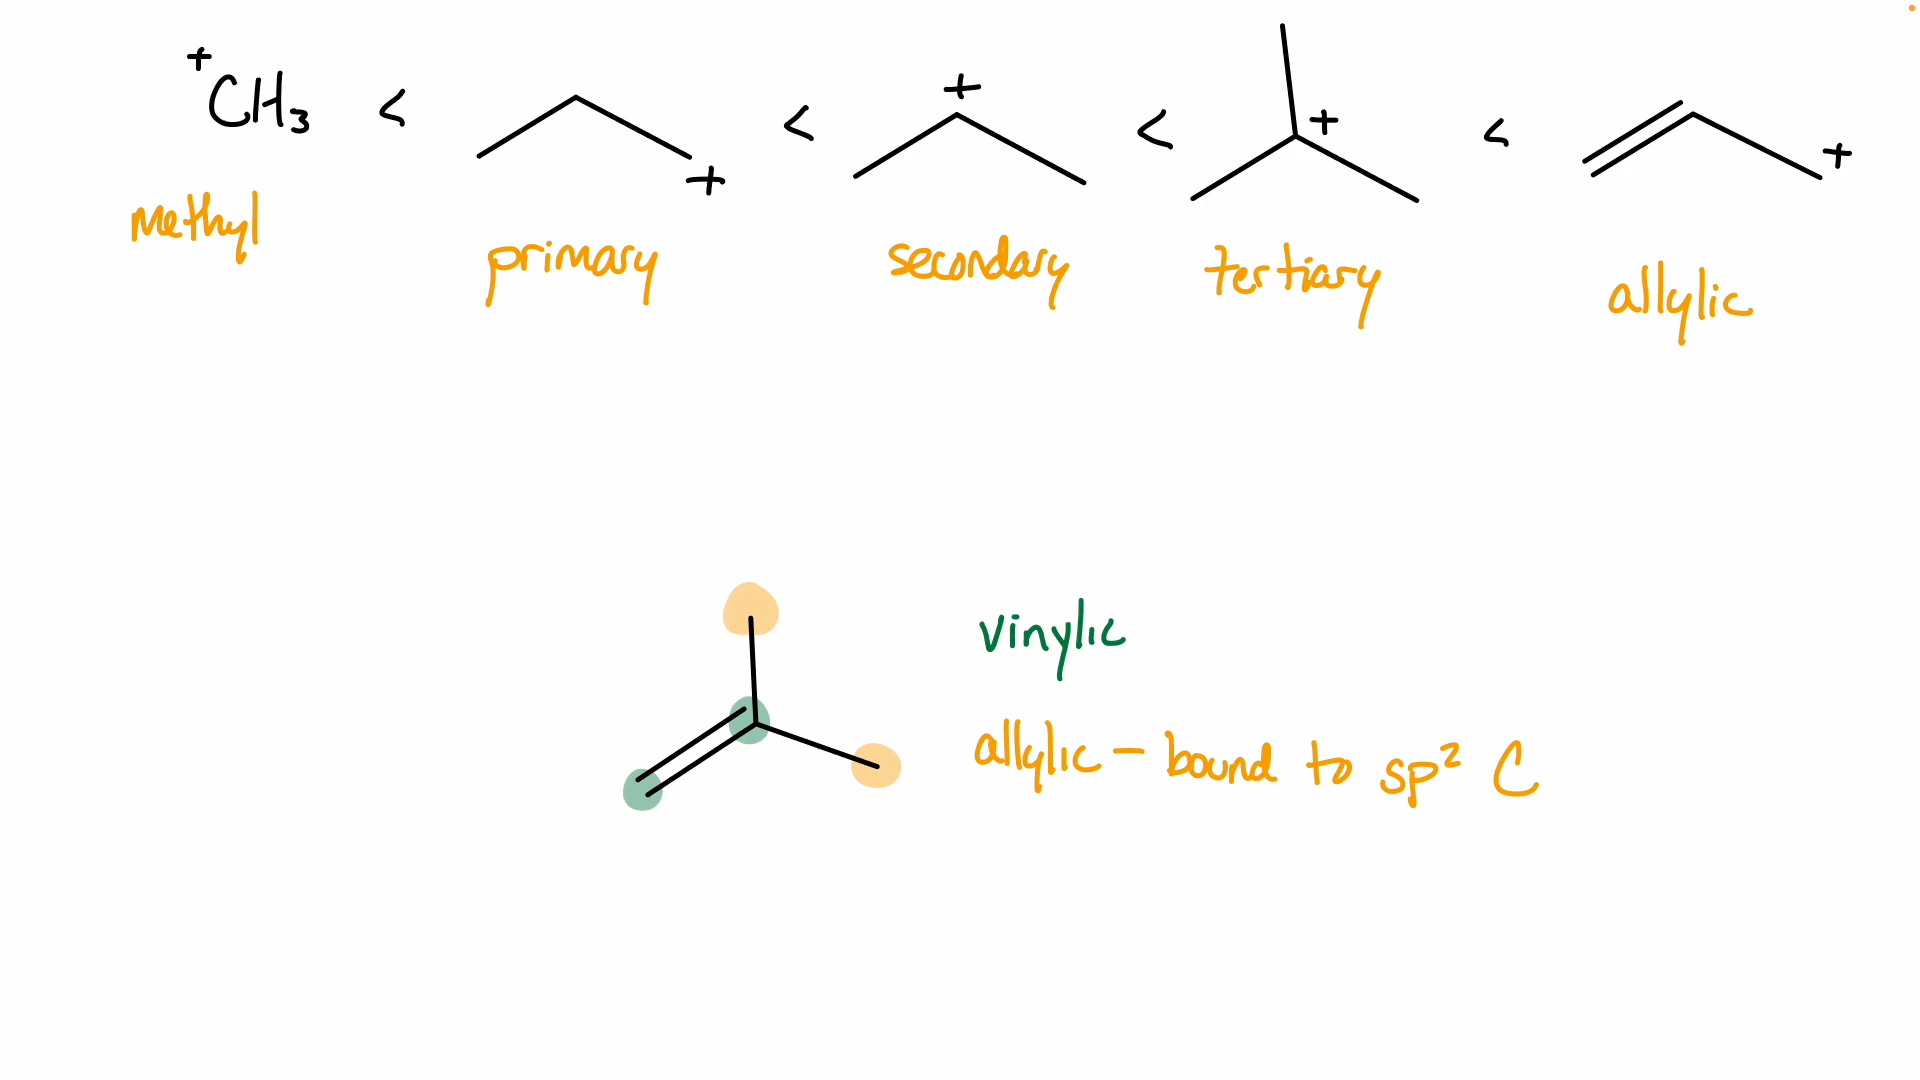 +CH₃ < + < + < + < +
methyl primary secondary tertiary allylic
vinylic
allylic – bound to sp² C